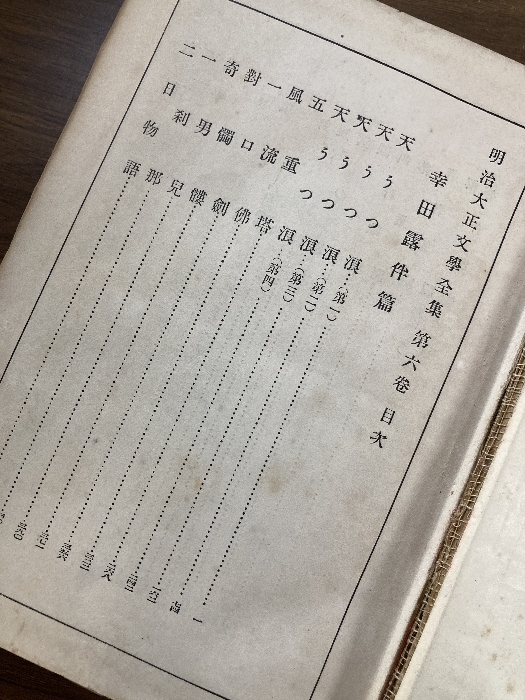 明治大正文學全集 第六卷 目次
幸田露伴篇
天うつ浪(第一)……一
天うつ浪(第二)
天うつ浪(第三)
天うつ浪(第四)
五重塔
風流佛
一口劍
對髑髏
奇男兒
一刹那
二日物語